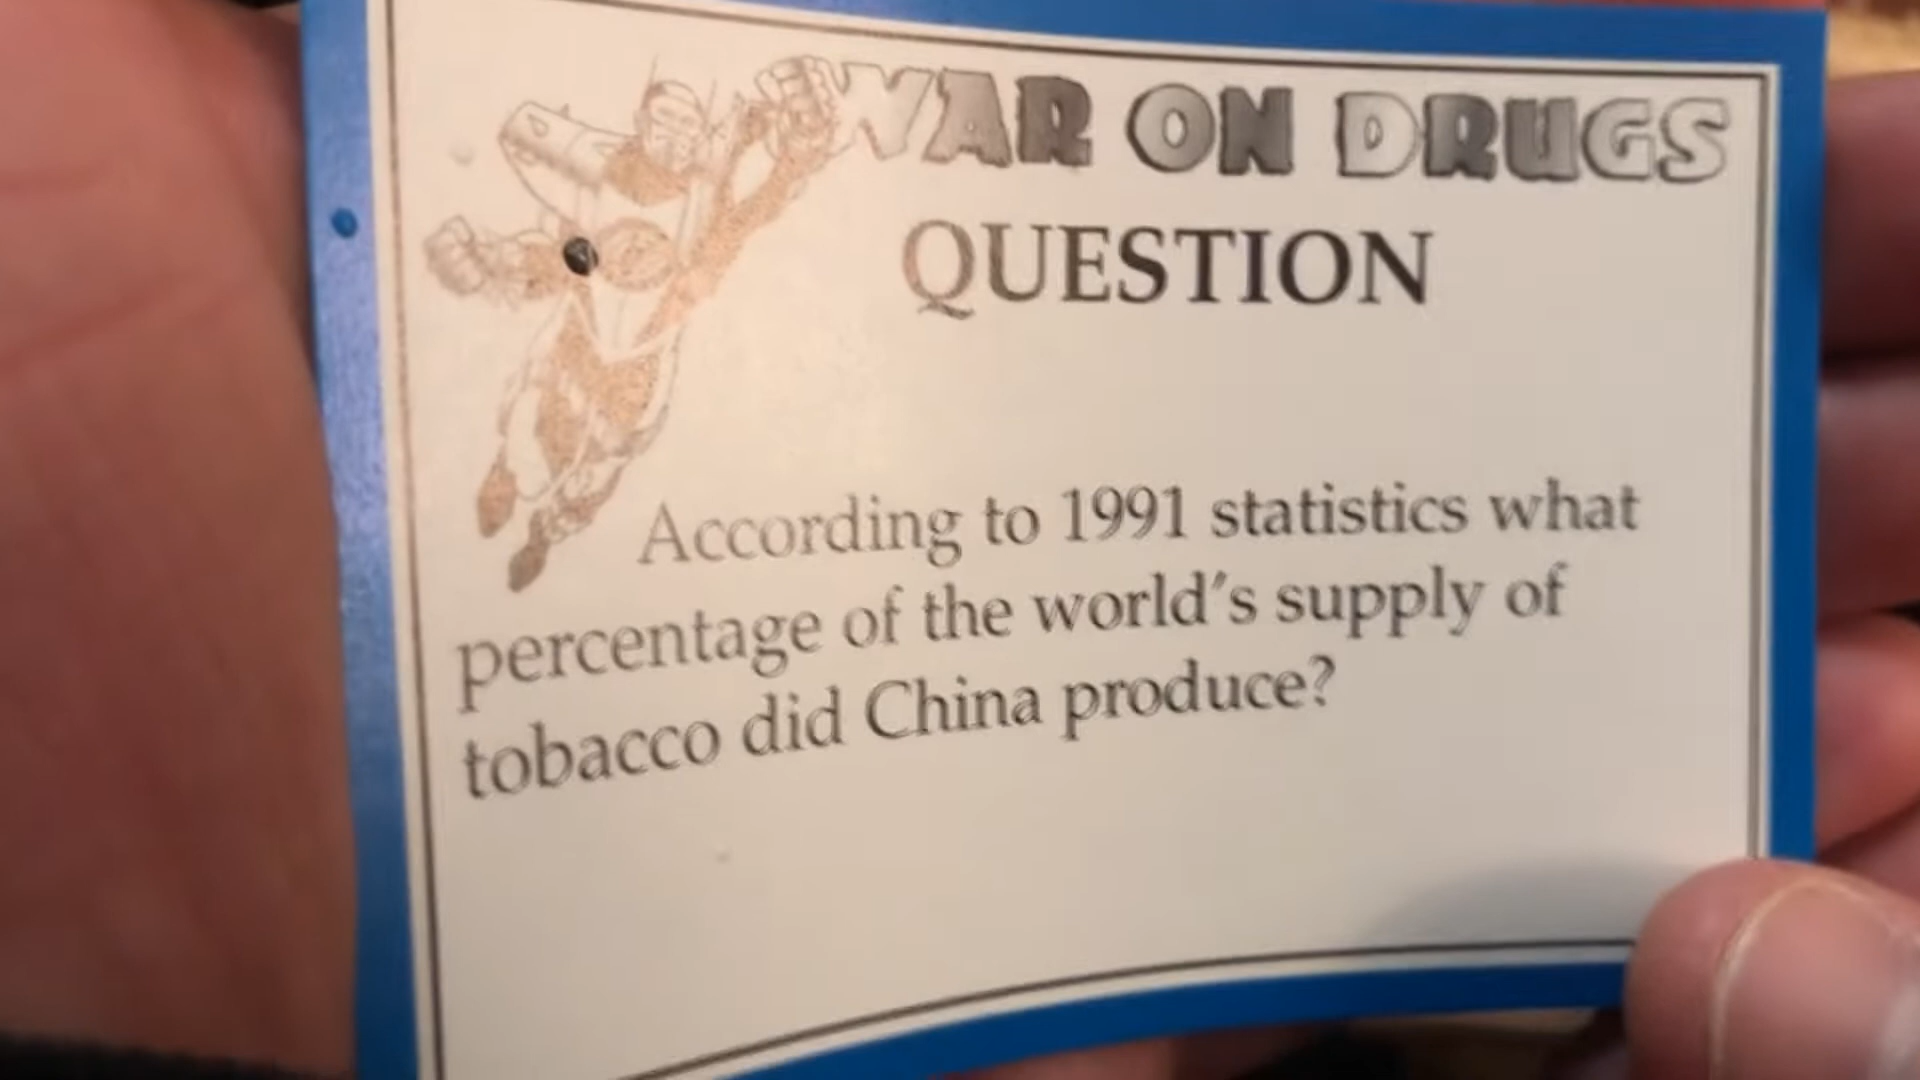 WAR ON DRUGS
QUESTION
According to 1991 statistics what
percentage of the world's supply of
tobacco did China produce?